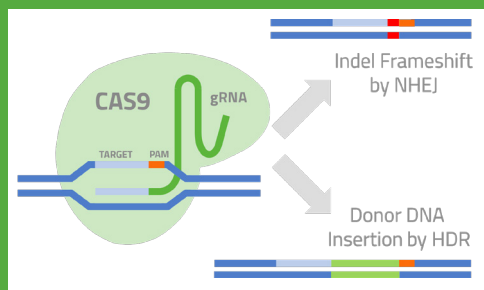 CAS9
gRNA
TARGET PAM
Indel Frameshift
by NHEJ
Donor DNA
Insertion by HDR